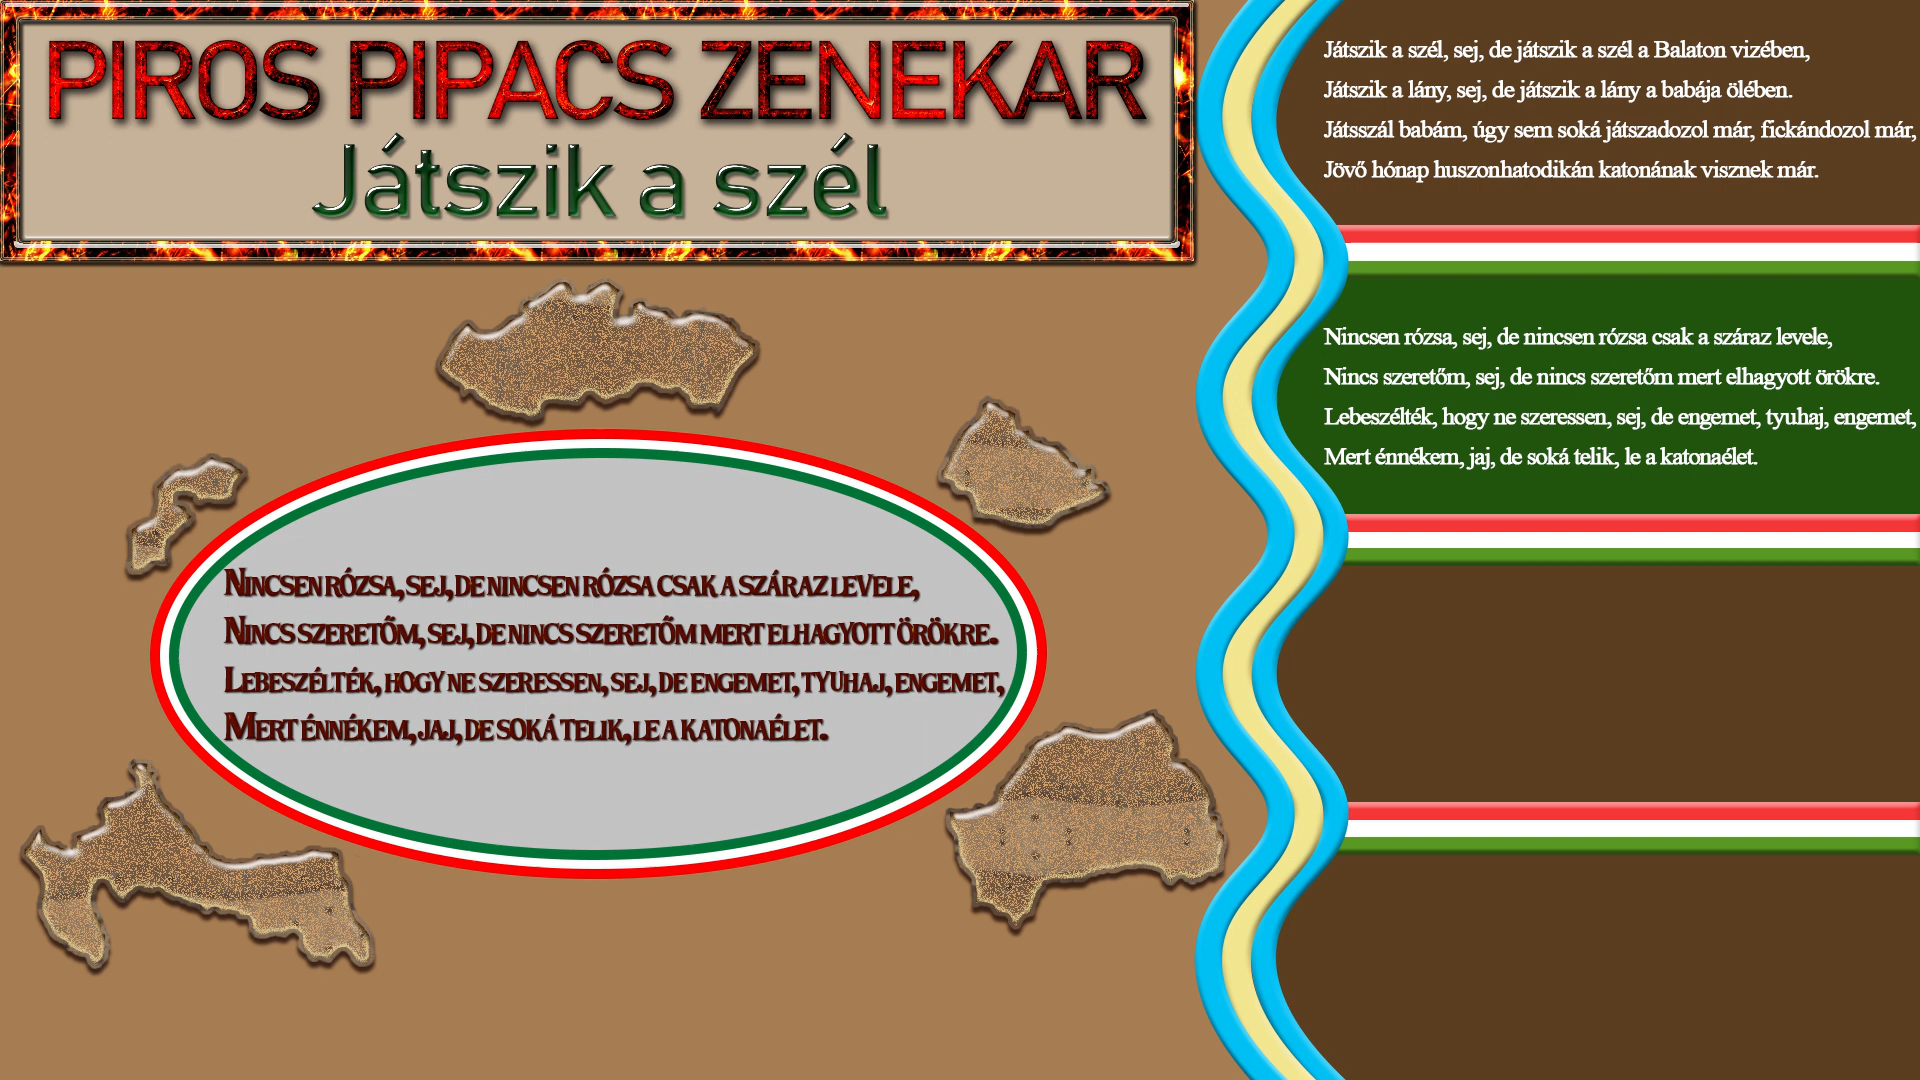 PIROS PIPACS ZENEKAR
Játszik a szél
Játszik a szél, sej, de játszik a szél a Balaton vizében,
Játszik a lány, sej, de játszik a lány a babája ölében.
Játsszál babám, úgy sem soká játszadozol már, fickándozol már,
Jövő hónap huszonhatodikán katonának visznek már.
Nincsen rózsa, sej, de nincsen rózsa csak a száraz levele,
Nincs szeretőm, sej, de nincs szeretőm mert elhagyott örökre.
Lebeszélték, hogy ne szeressen, sej, de engemet, tyuhaj, engemet,
Mert énnékem, jaj, de soká telik, le a katonaélet.
Nincsen rózsa, sej, de nincsen rózsa csak a száraz levele,
Nincs szeretőm, sej, de nincs szeretőm mert elhagyott örökre.
Lebeszélték, hogy ne szeressen, sej, de engemet, tyuhaj, engemet,
Mert énnékem, jaj, de soká telik, le a katonaélet.